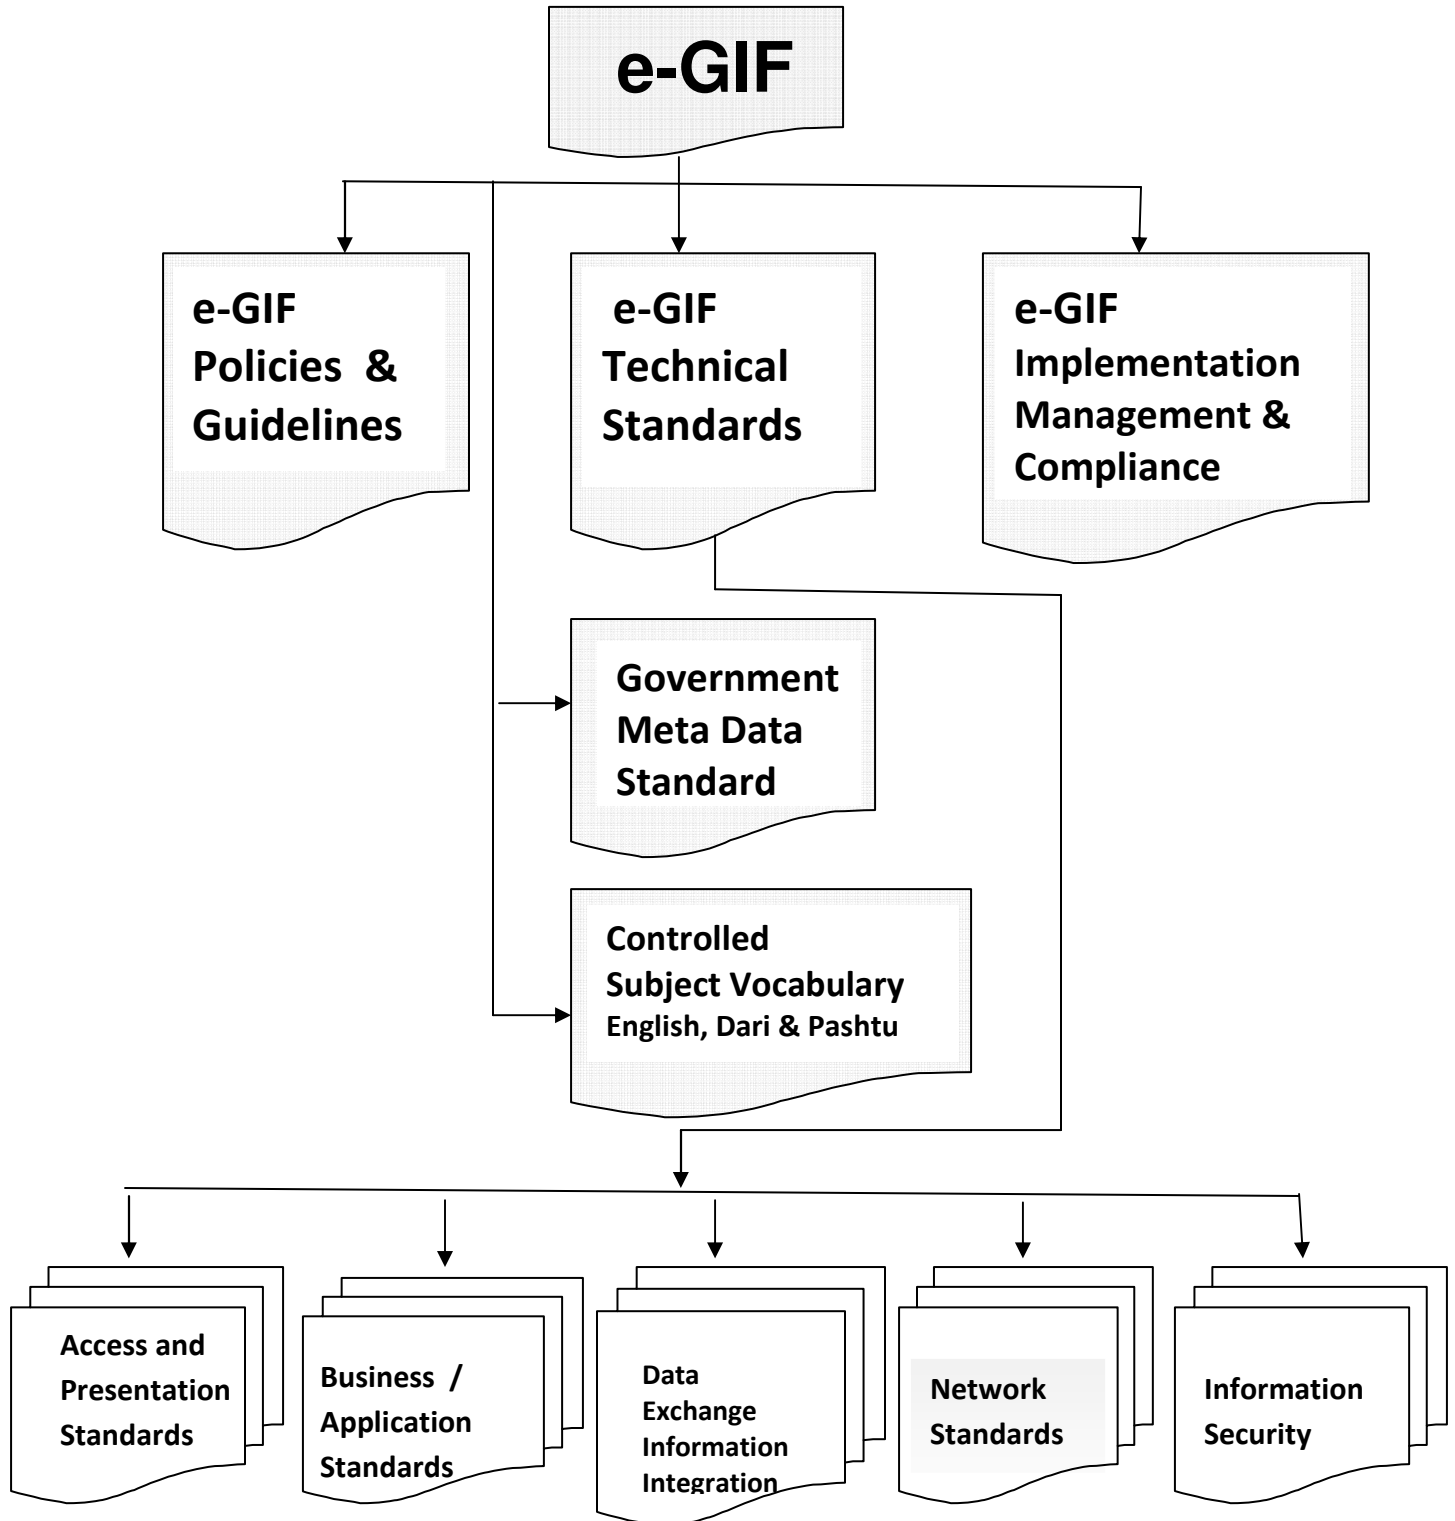 e-GIF
e-GIF
Policies & 
Guidelines
e-GIF
Technical
Standards
e-GIF
Implementation
Management &
Compliance
Government
Meta Data
Standard
Controlled
Subject Vocabulary
English, Dari & Pashtu
Access and
Presentation
Standards
Business /
Application
Standards
Data
Exchange
Information
Integration
Network
Standards
Information
Security